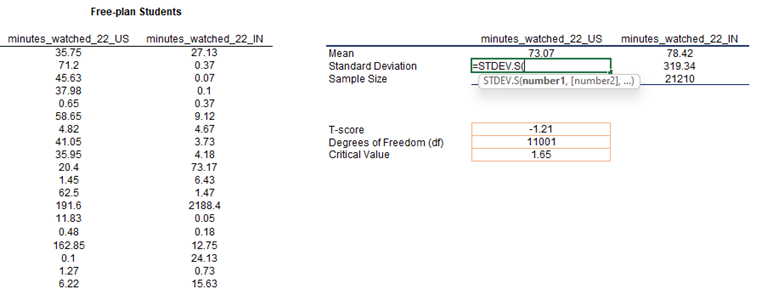 Free-plan Students
minutes_watched_22_US minutes_watched_22_IN
35.75 27.13
71.2 0.37
45.63 0.07
37.98 0.1
0.65 0.37
58.65 9.12
4.82 4.67
41.05 3.73
35.95 4.18
20.4 73.17
1.45 6.43
62.5 1.47
191.6 2188.4
11.83 0.05
0.48 0.18
162.85 12.75
0.1 24.13
1.27 0.73
6.22 15.63
minutes_watched_22_US minutes_watched_22_IN
Mean 73.07 78.42
Standard Deviation =STDEV.S( 319.34
Sample Size 21210
STDEV.S(number1, [number2], ...)
T-score -1.21
Degrees of Freedom (df) 11001
Critical Value 1.65